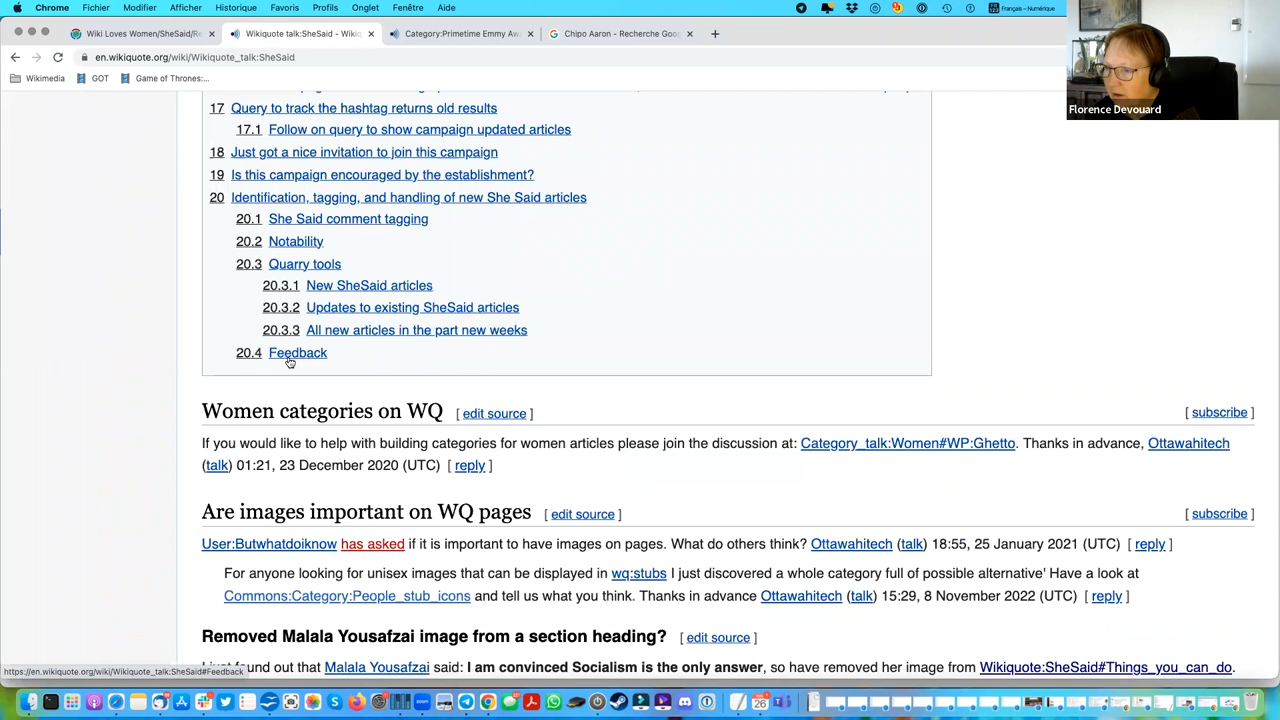 Chrome Fichier Modifier Afficher Historique Favoris Profils Onglet Fenêtre Aide Français – Numérique
Wiki Loves Women/SheSaid/Re Wikiquote talk:SheSaid - Wikiq Category:Primetime Emmy Aw Chipo Aaron - Recherche Goog
en.wikiquote.org/wiki/Wikiquote_talk:SheSaid
Wikimedia GOT Game of Thrones:...
Florence Devouard
17 Query to track the hashtag returns old results
17.1 Follow on query to show campaign updated articles
18 Just got a nice invitation to join this campaign
19 Is this campaign encouraged by the establishment?
20 Identification, tagging, and handling of new She Said articles
20.1 She Said comment tagging
20.2 Notability
20.3 Quarry tools
20.3.1 New SheSaid articles
20.3.2 Updates to existing SheSaid articles
20.3.3 All new articles in the part new weeks
20.4 Feedback
Women categories on WQ [ edit source ] [ subscribe ]
If you would like to help with building categories for women articles please join the discussion at: Category_talk:Women#WP:Ghetto. Thanks in advance, Ottawahitech
(talk) 01:21, 23 December 2020 (UTC) [ reply ]
Are images important on WQ pages [ edit source ] [ subscribe ]
User:Butwhatdoiknow has asked if it is important to have images on pages. What do others think? Ottawahitech (talk) 18:55, 25 January 2021 (UTC) [ reply ]
For anyone looking for unisex images that can be displayed in wq:stubs I just discovered a whole category full of possible alternative' Have a look at
Commons:Category:People_stub_icons and tell us what you think. Thanks in advance Ottawahitech (talk) 15:29, 8 November 2022 (UTC) [ reply ]
Removed Malala Yousafzai image from a section heading? [ edit source ]
I just found out that Malala Yousafzai said: I am convinced Socialism is the only answer, so have removed her image from Wikiquote:SheSaid#Things_you_can_do.
https://en.wikiquote.org/wiki/Wikiquote_talk:SheSaid#Feedback
26